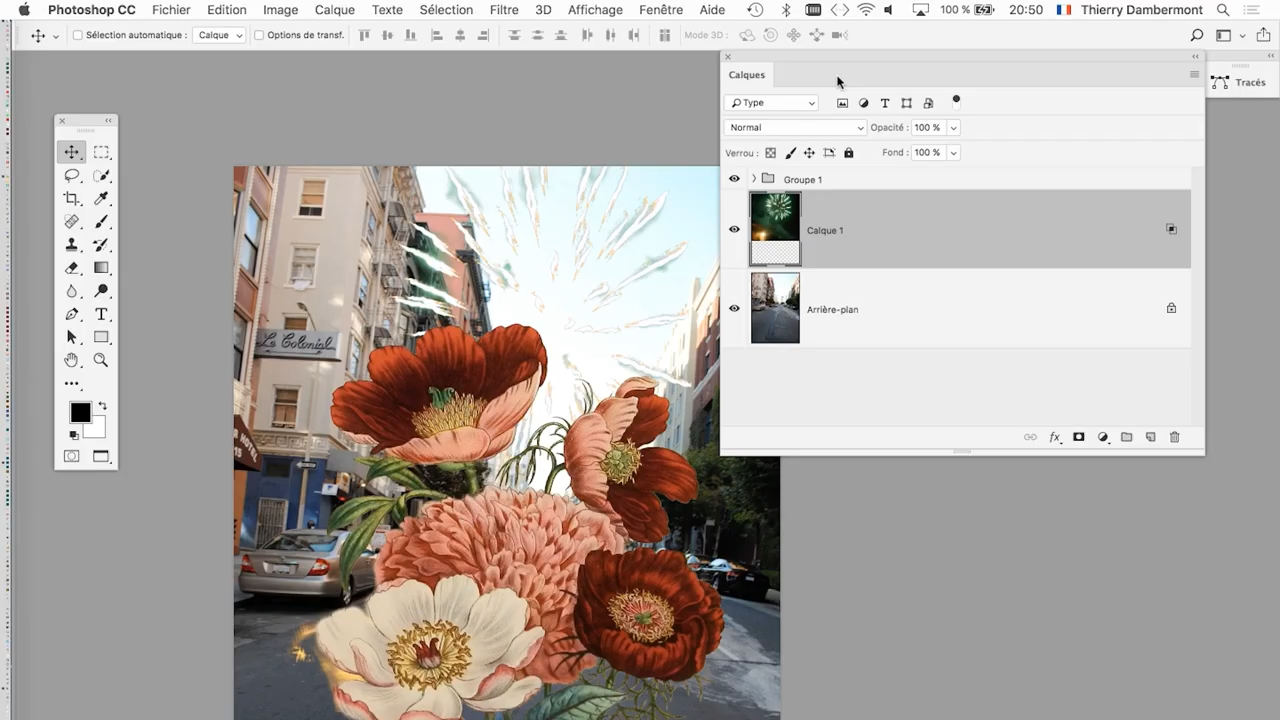 Photoshop CC Fichier Edition Image Calque Texte Sélection Filtre 3D Affichage Fenêtre Aide 100 % 20:50 Thierry Dambermont
Sélection automatique : Calque Options de transf. Mode 3D :
Calques
Tracés
Type
Normal Opacité : 100 %
Verrou : Fond : 100 %
Groupe 1
Calque 1
Arrière-plan
fx
Le Colonial
HOTEL